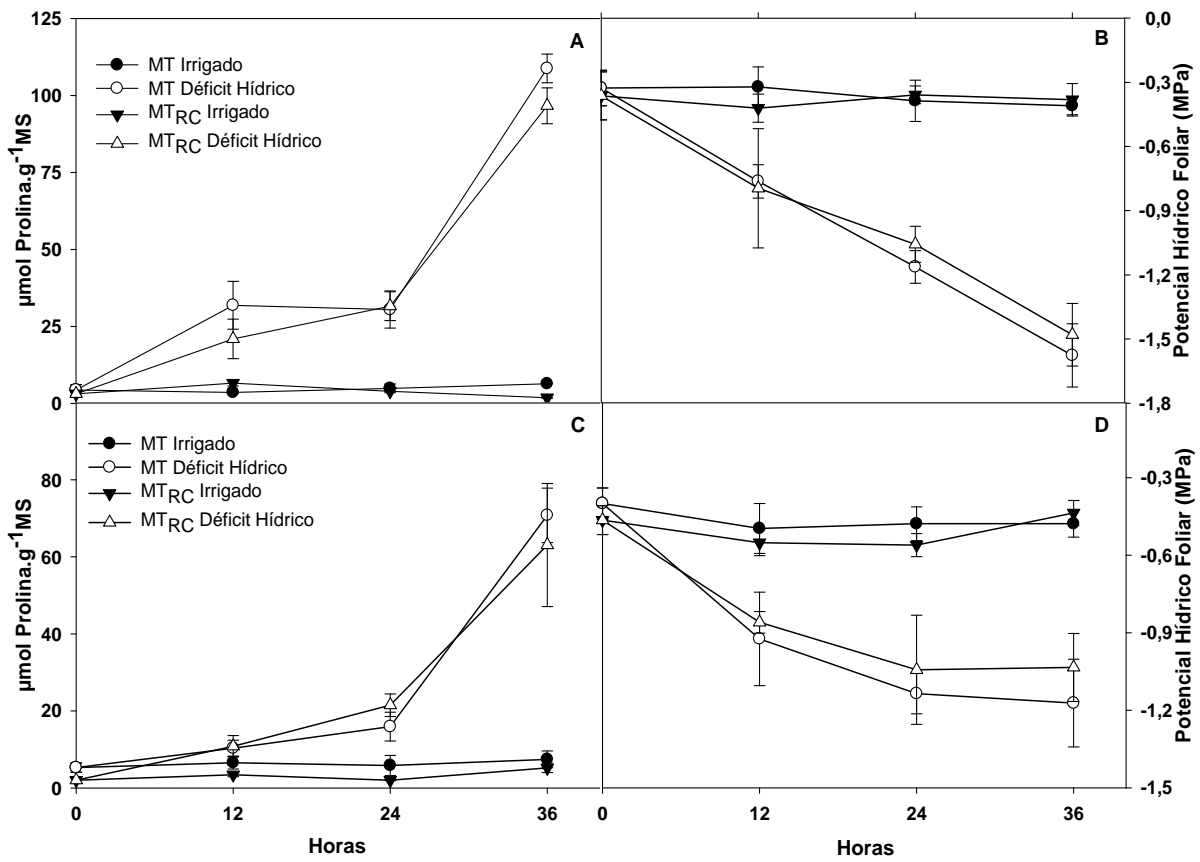 µmol Prolina.g-1MS
125
100
75
50
25
0
A
MT Irrigado
MT Déficit Hídrico
MTRC Irrigado
MTRC Déficit Hídrico
B
0,0
-0,3
-0,6
-0,9
-1,2
-1,5
-1,8
Potencial Hídrico Foliar (MPa)
µmol Prolina.g-1MS
80
60
40
20
0
C
MT Irrigado
MT Déficit Hídrico
MTRC Irrigado
MTRC Déficit Hídrico
0
12
24
36
Horas
D
-0,3
-0,6
-0,9
-1,2
-1,5
Potencial Hídrico Foliar (MPa)
0
12
24
36
Horas